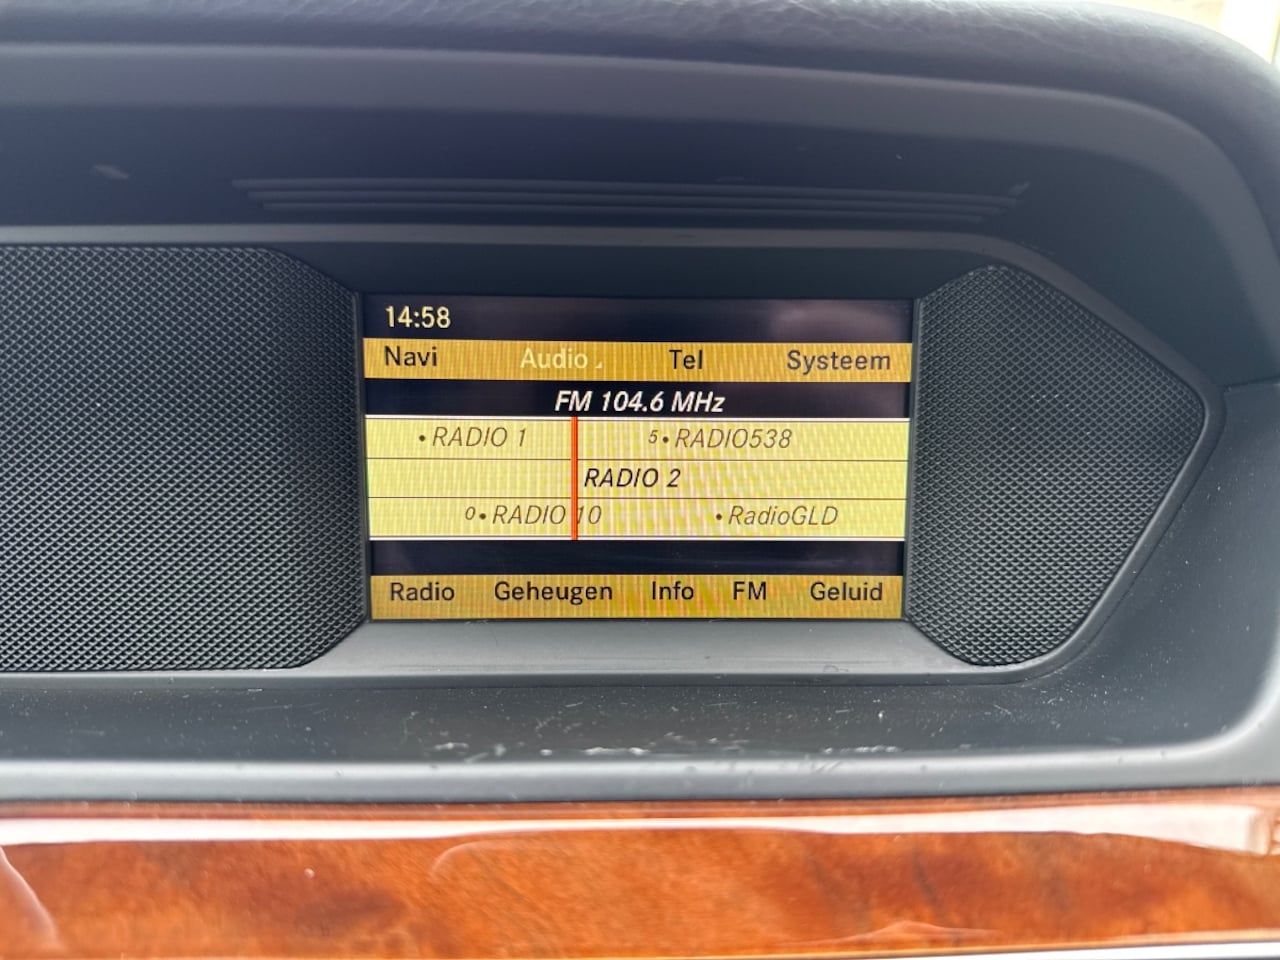 14:58
Navi Audio Tel Systeem
FM 104.6 MHz
•RADIO 1 5•RADIO538
RADIO 2
0•RADIO 10 •RadioGLD
Radio Geheugen Info FM Geluid